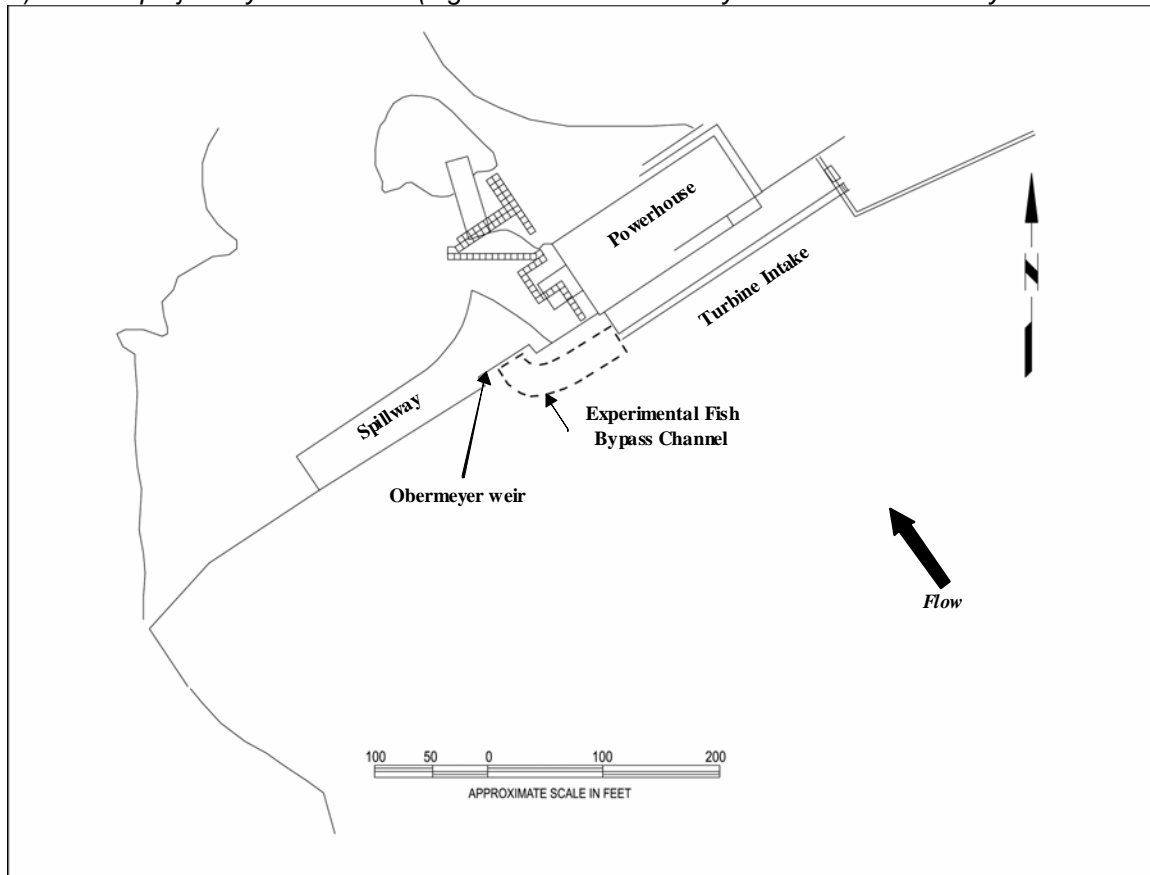 Powerhouse
Turbine Intake
N
Spillway
Experimental Fish
Bypass Channel
Obermeyer weir
Flow
100 50 0 100 200
APPROXIMATE SCALE IN FEET